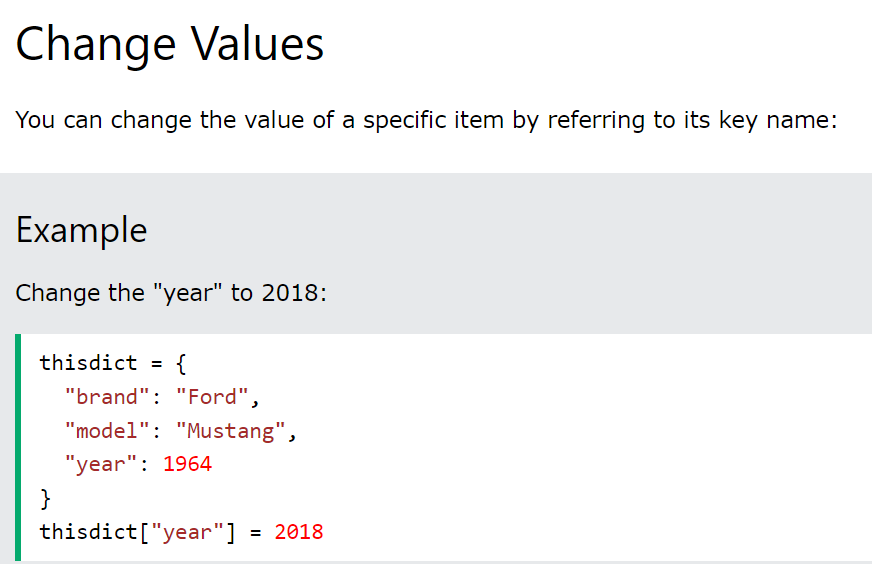 Change Values
You can change the value of a specific item by referring to its key name:
Example
Change the "year" to 2018:
thisdict = {
  "brand": "Ford",
  "model": "Mustang",
  "year": 1964
}
thisdict["year"] = 2018